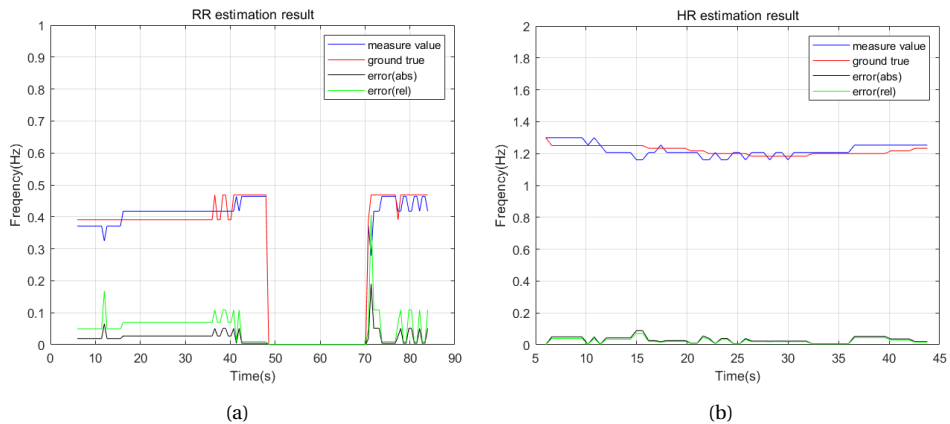 RR estimation result
1
0.9
0.8
0.7
0.6
0.5
0.4
0.3
0.2
0.1
0
Freqency(Hz)
measure value
ground true
error(abs)
error(rel)
0 10 20 30 40 50 60 70 80 90
Time(s)
(a)
HR estimation result
2
1.8
1.6
1.4
1.2
1
0.8
0.6
0.4
0.2
0
Freqency(Hz)
measure value
ground true
error(abs)
error(rel)
5 10 15 20 25 30 35 40 45
Time(s)
(b)